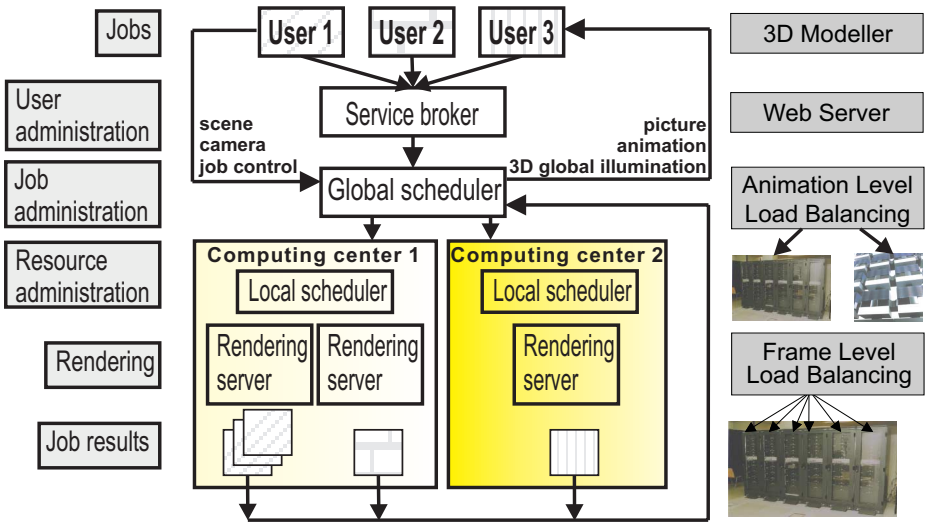 Jobs
User 1
User 2
User 3
3D Modeller
User
administration
Service broker
Web Server
scene
camera
job control
picture
animation
3D global illumination
Job
administration
Global scheduler
Animation Level
Load Balancing
Resource
administration
Computing center 1
Computing center 2
Local scheduler
Local scheduler
Rendering
Rendering
server
Rendering
server
Rendering
server
Frame Level
Load Balancing
Job results